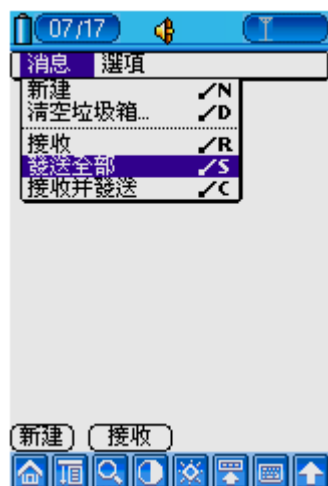 07/17
消息 選項
新建 /N
清空垃圾箱... /D
接收 /R
發送全部 /S
接收并發送 /C
新建 接收